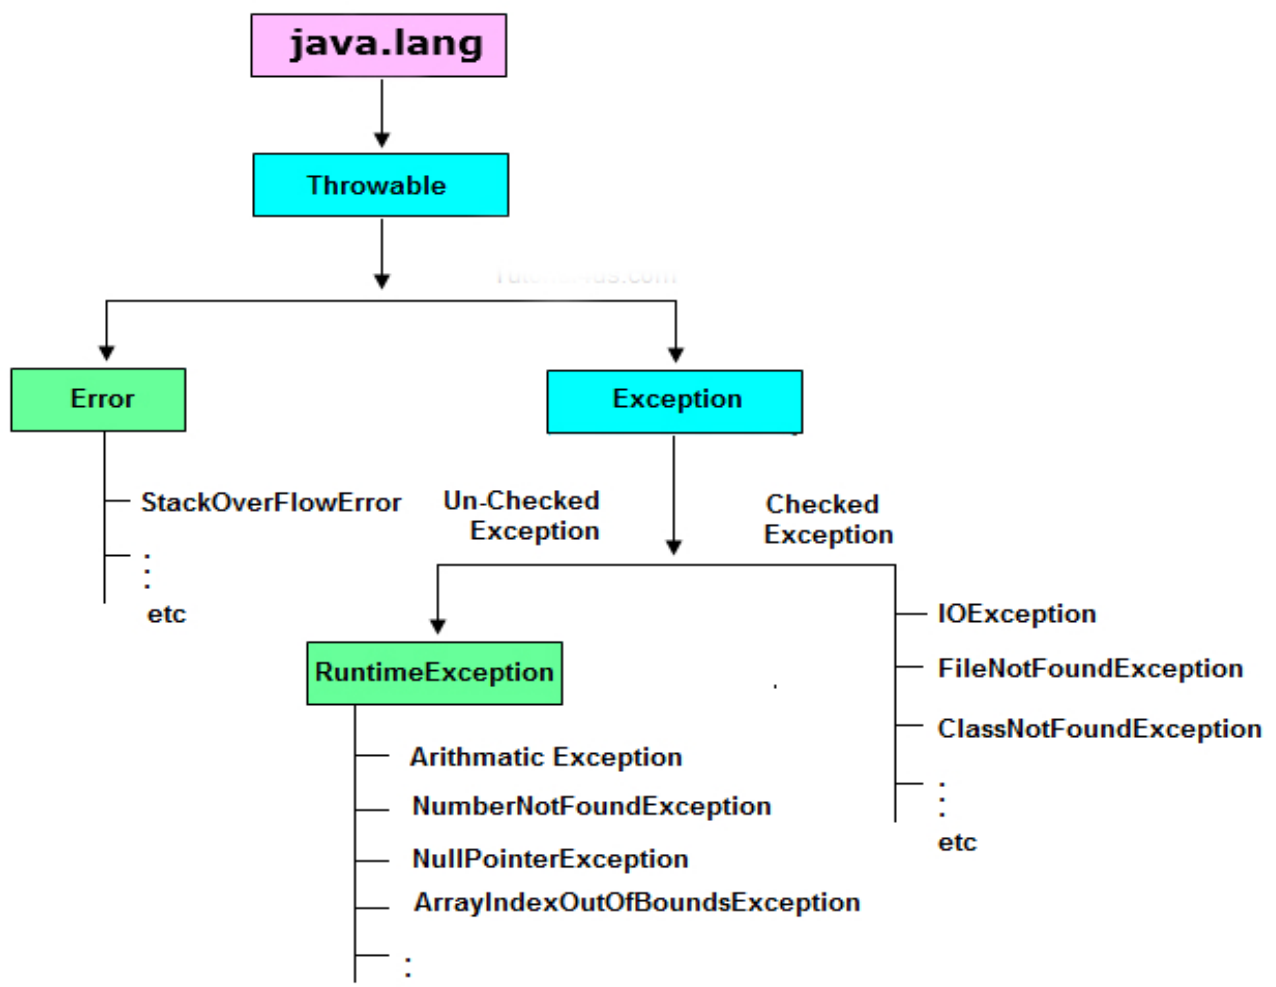 java.lang
Throwable
Error
Exception
StackOverFlowError
:
etc
Un-Checked
Exception
Checked
Exception
RuntimeException
Arithmatic Exception
NumberNotFoundException
NullPointerException
ArrayIndexOutOfBoundsException
:
IOException
FileNotFoundException
ClassNotFoundException
:
etc